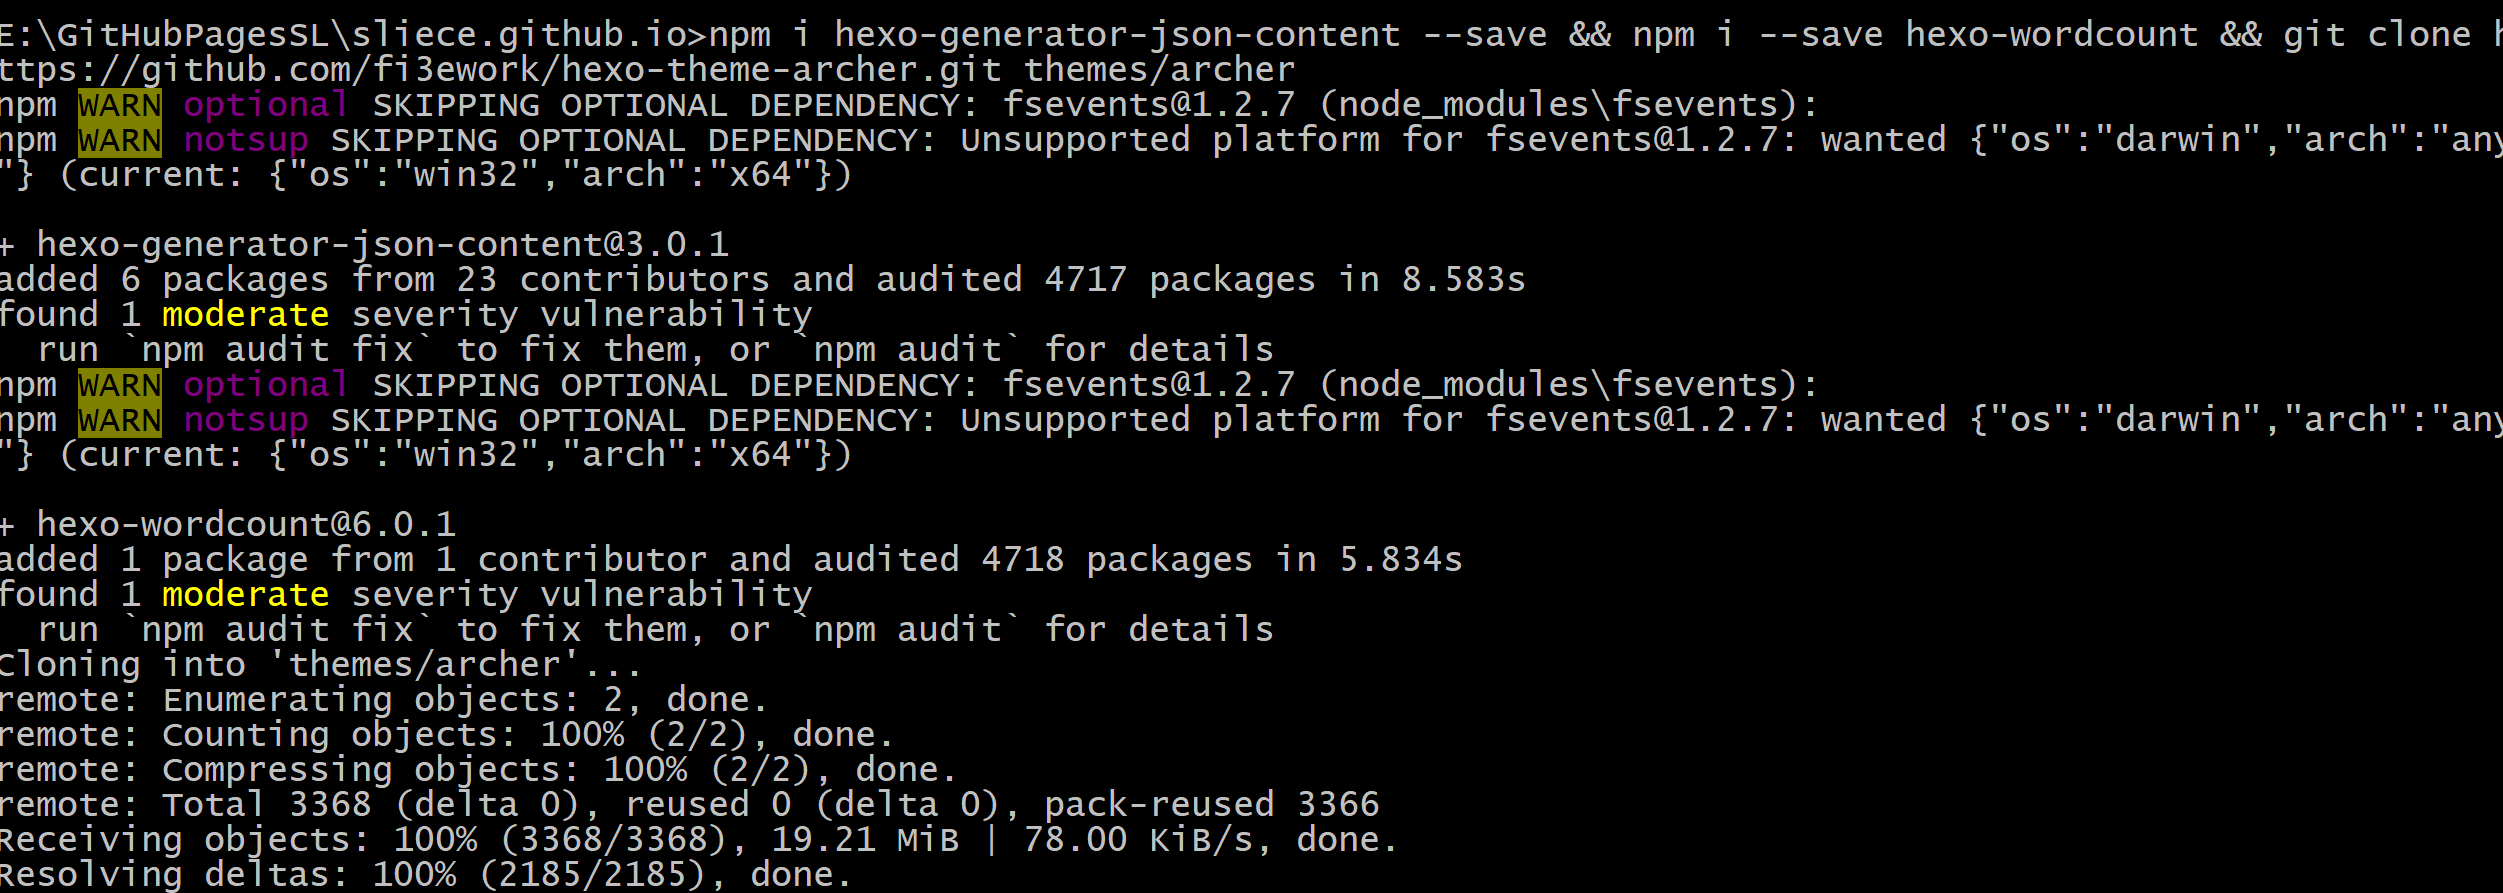 E:\GitHubPagesSL\sliece.github.io>npm i hexo-generator-json-content --save && npm i --save hexo-wordcount && git clone h
ttps://github.com/fi3ework/hexo-theme-archer.git themes/archer
npm WARN optional SKIPPING OPTIONAL DEPENDENCY: fsevents@1.2.7 (node_modules\fsevents):
npm WARN notsup SKIPPING OPTIONAL DEPENDENCY: Unsupported platform for fsevents@1.2.7: wanted {"os":"darwin","arch":"any
"} (current: {"os":"win32","arch":"x64"})
+ hexo-generator-json-content@3.0.1
added 6 packages from 23 contributors and audited 4717 packages in 8.583s
found 1 moderate severity vulnerability
  run `npm audit fix` to fix them, or `npm audit` for details
npm WARN optional SKIPPING OPTIONAL DEPENDENCY: fsevents@1.2.7 (node_modules\fsevents):
npm WARN notsup SKIPPING OPTIONAL DEPENDENCY: Unsupported platform for fsevents@1.2.7: wanted {"os":"darwin","arch":"any
"} (current: {"os":"win32","arch":"x64"})
+ hexo-wordcount@6.0.1
added 1 package from 1 contributor and audited 4718 packages in 5.834s
found 1 moderate severity vulnerability
  run `npm audit fix` to fix them, or `npm audit` for details
Cloning into 'themes/archer'...
remote: Enumerating objects: 2, done.
remote: Counting objects: 100% (2/2), done.
remote: Compressing objects: 100% (2/2), done.
remote: Total 3368 (delta 0), reused 0 (delta 0), pack-reused 3366
Receiving objects: 100% (3368/3368), 19.21 MiB | 78.00 KiB/s, done.
Resolving deltas: 100% (2185/2185), done.